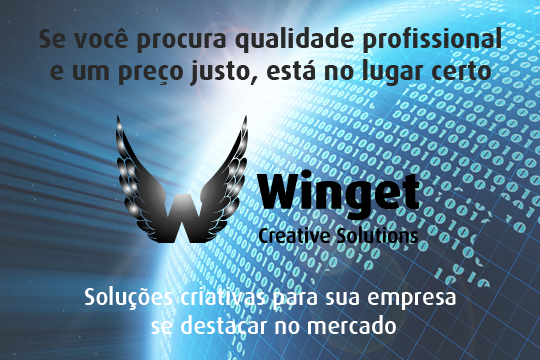 Se você procura qualidade profissional
e um preço justo, está no lugar certo
W
Winget
Creative Solutions
Soluções criativas para sua empresa
se destacar no mercado